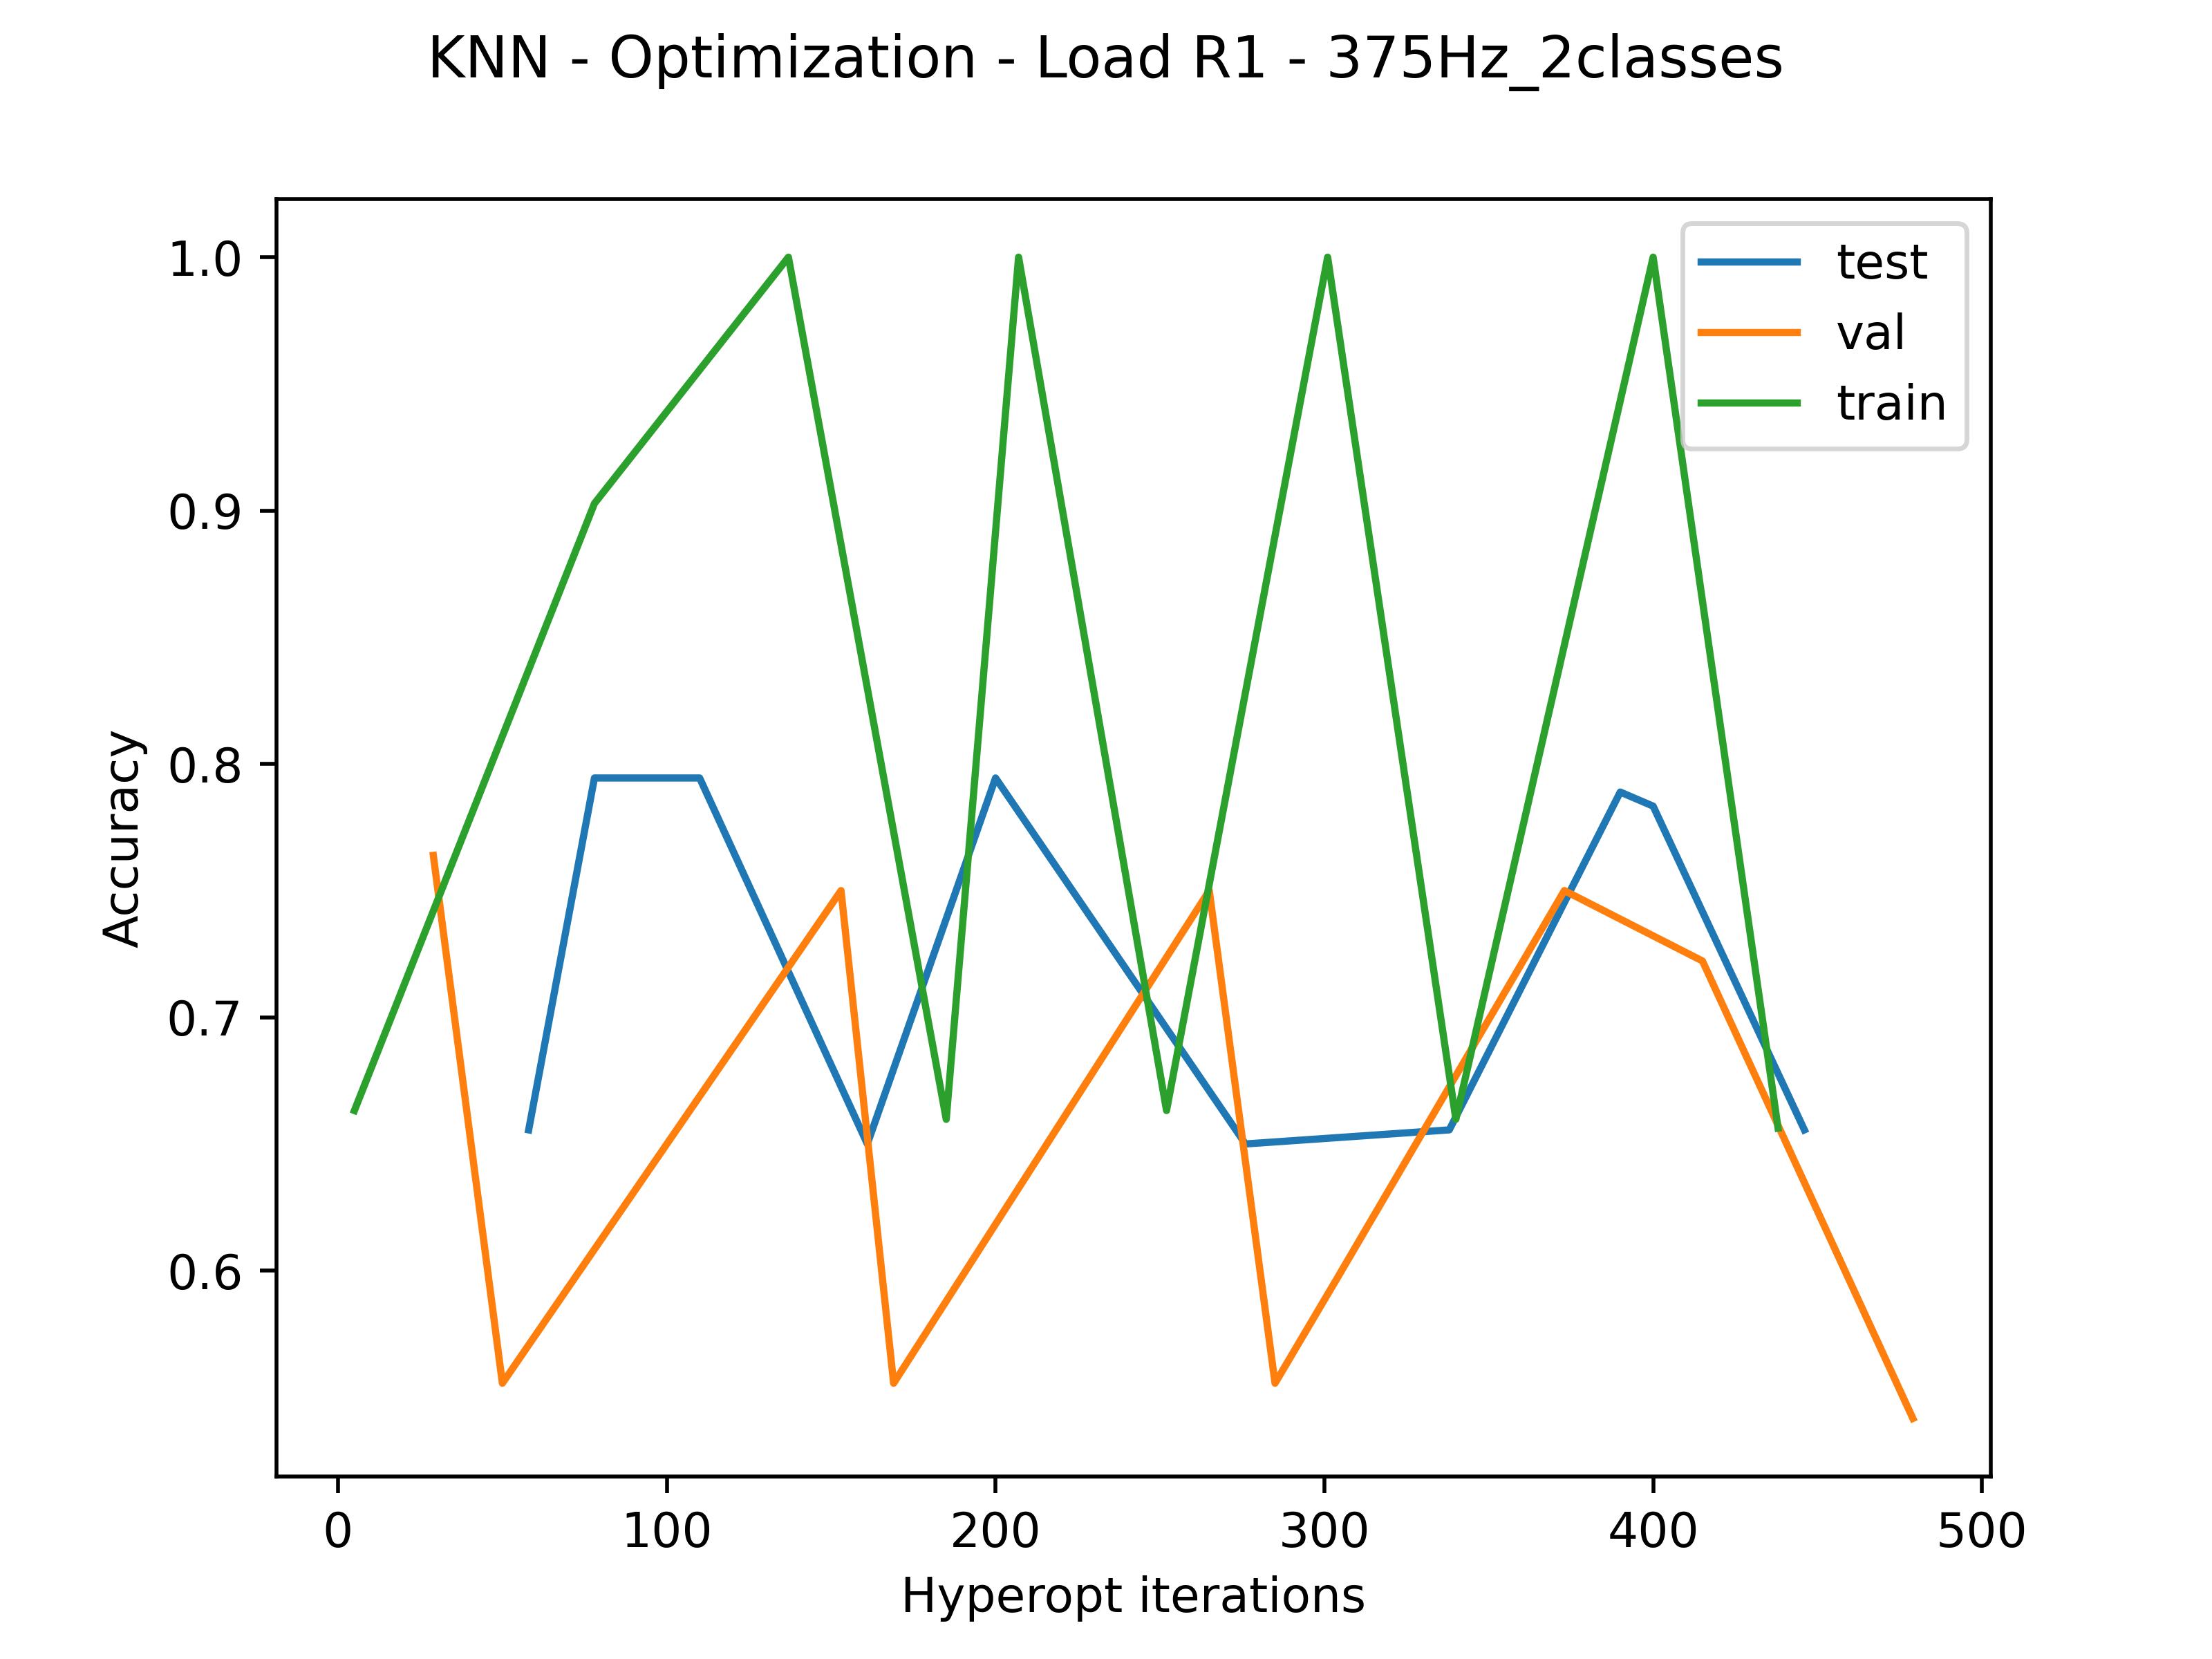 KNN - Optimization - Load R1 - 375Hz_2classes
test
val
train
1.0
0.9
0.8
0.7
0.6
Accuracy
0 100 200 300 400 500
Hyperopt iterations